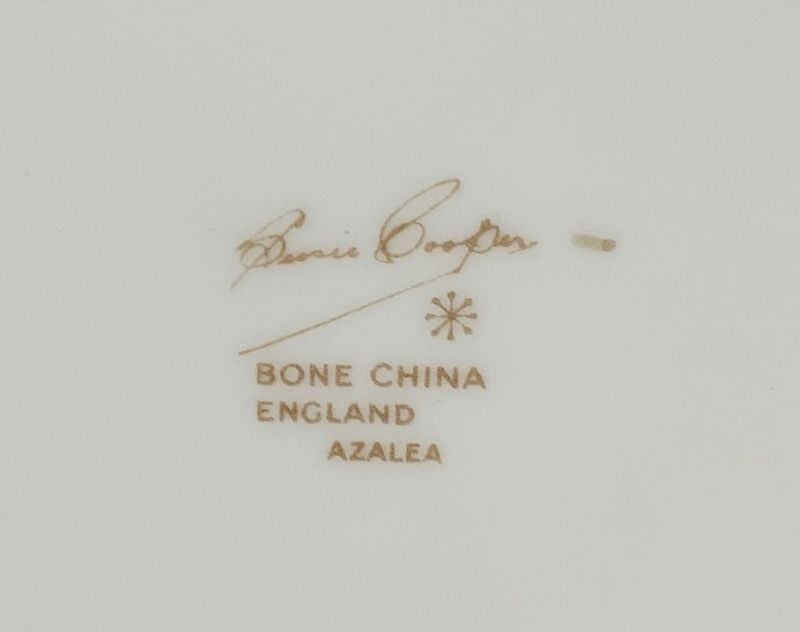 Susie Cooper
BONE CHINA
ENGLAND
AZALEA